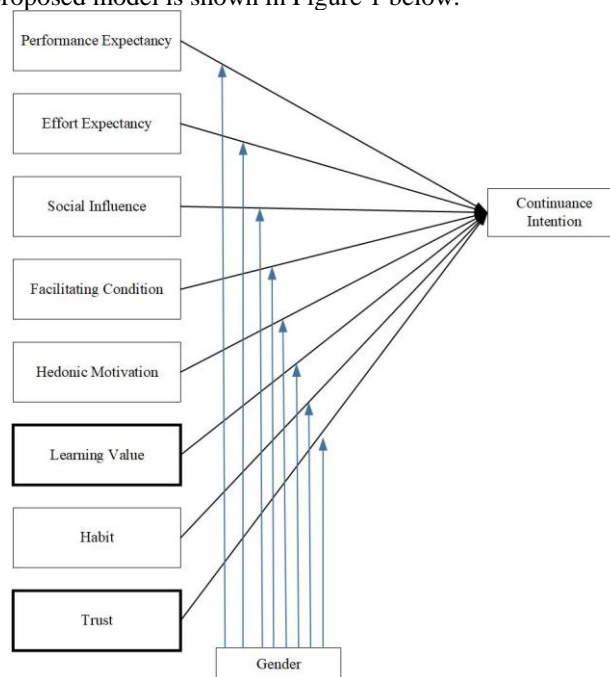 proposed model is shown in Figure 1 below.
Performance Expectancy
Effort Expectancy
Social Influence
Continuance
Intention
Facilitating Condition
Hedonic Motivation
Learning Value
Habit
Trust
Gender